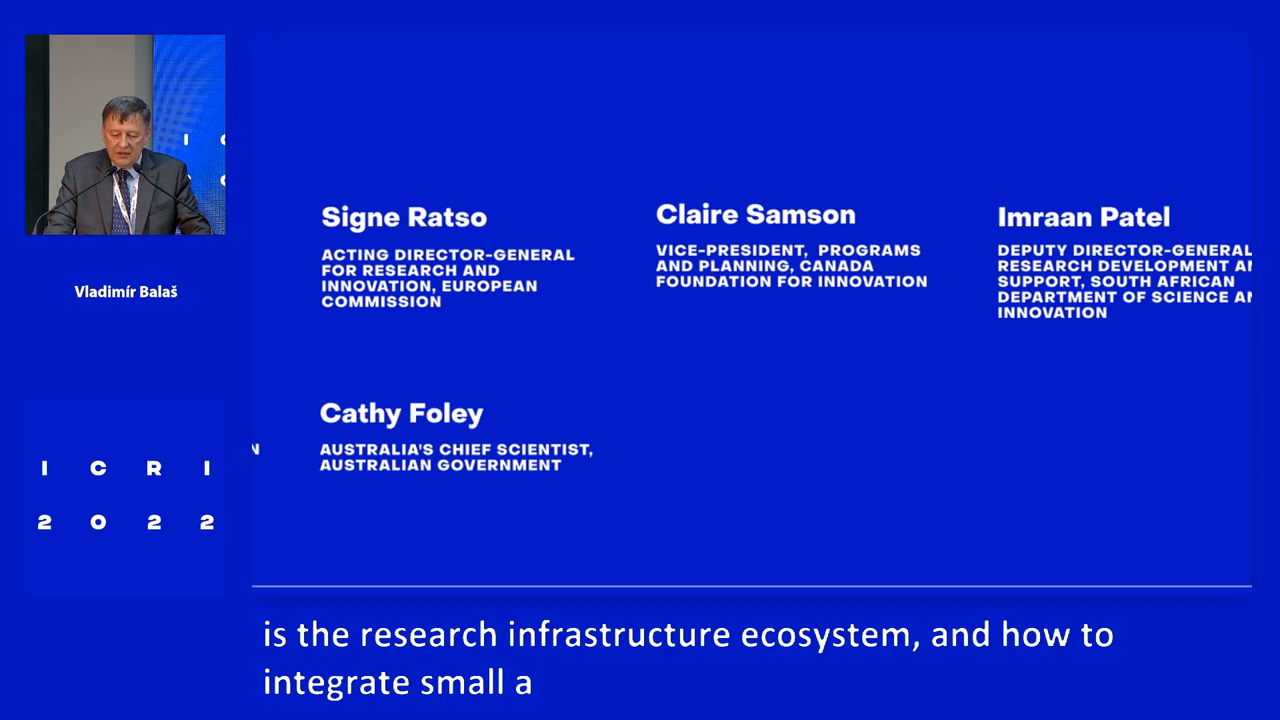 Signe Ratso
ACTING DIRECTOR-GENERAL
FOR RESEARCH AND
INNOVATION, EUROPEAN
COMMISSION
Claire Samson
VICE-PRESIDENT, PROGRAMS
AND PLANNING, CANADA
FOUNDATION FOR INNOVATION
Imraan Patel
DEPUTY DIRECTOR-GENERAL
RESEARCH DEVELOPMENT
SUPPORT, SOUTH AFRICAN
DEPARTMENT OF SCIENCE
INNOVATION
Vladimír Balaš
N
Cathy Foley
AUSTRALIA'S CHIEF SCIENTIST,
AUSTRALIAN GOVERNMENT
I C R I
2 0 2 2
is the research infrastructure ecosystem, and how to
integrate small a